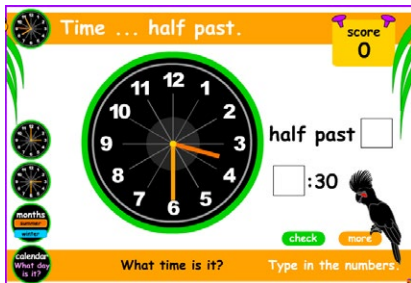 Time ... half past.
score
0
12
11
1
10
2
9
3
8
4
7
5
6
half past
:30
months
summer
winter
calendar
What day
is it?
check
more
What time is it?
Type in the numbers.